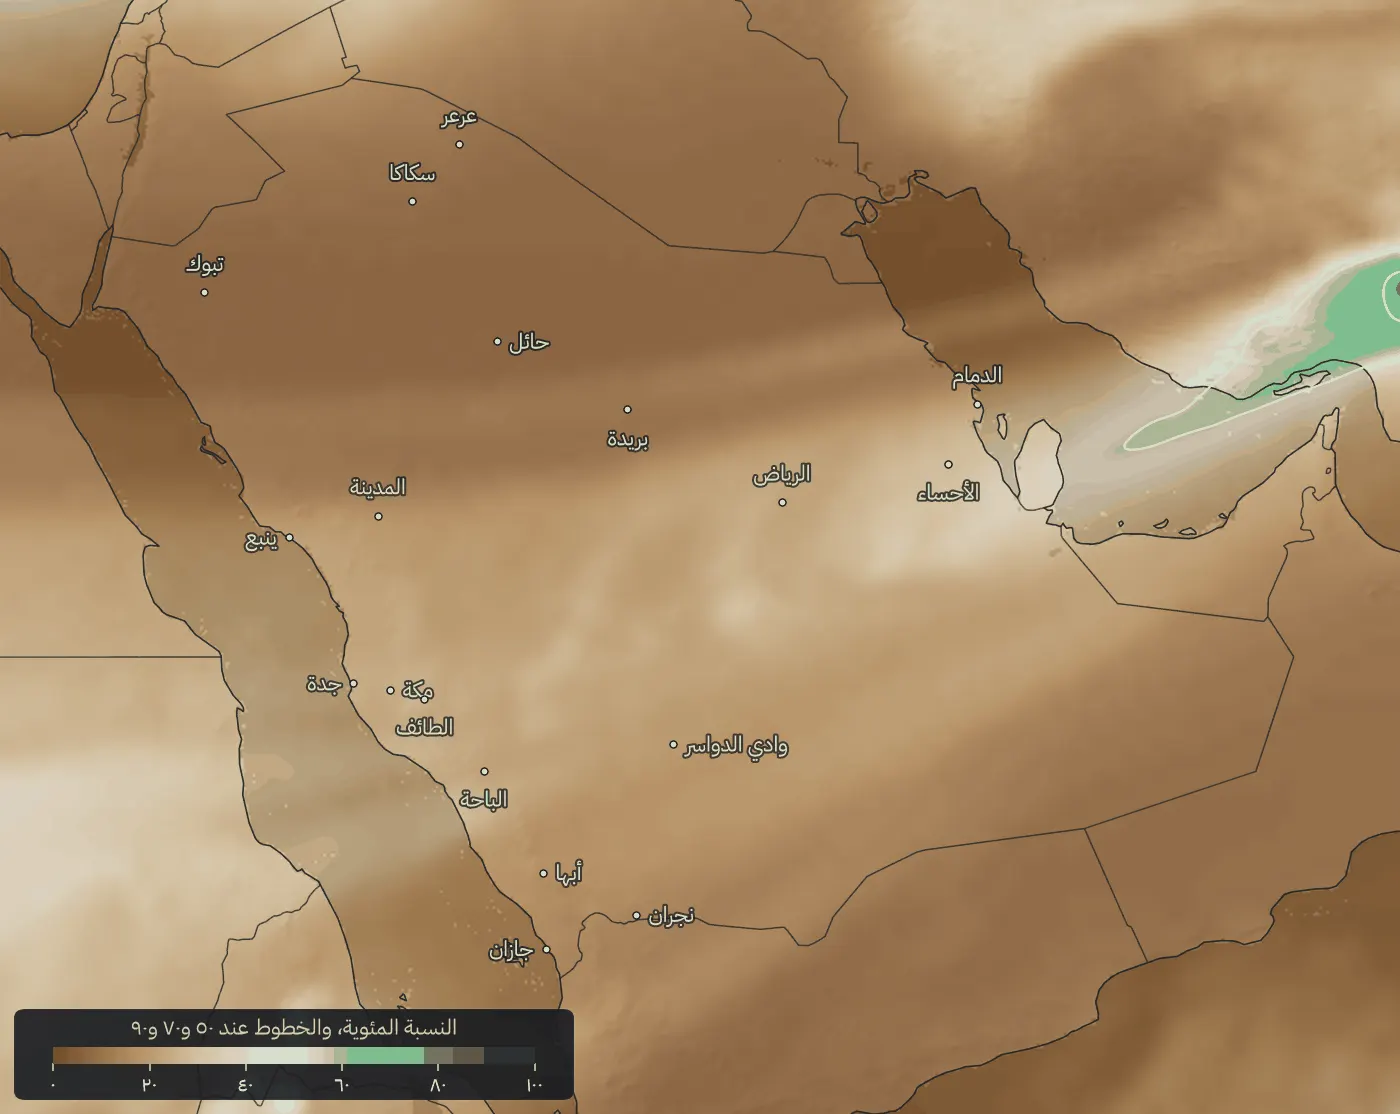 عرعر
سكاكا
تبوك
حائل
الدمام
بريدة
الرياض
المدينة
الأحساء
ينبع
جدة
مكة
الطائف
وادي الدواسر
الباحة
أبها
نجران
جازان
النسبة المئوية، والخطوط عند ٥٠ و٧٠ و٩٠
٠ ٢٠ ٤٠ ٦٠ ٨٠ ١٠٠